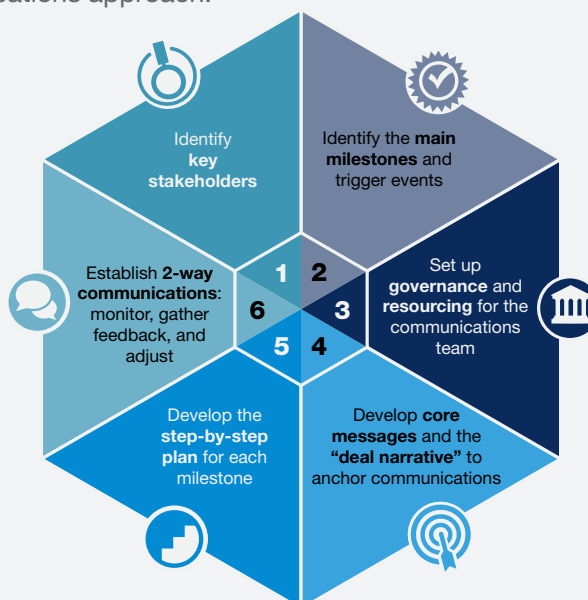 approach.
Identify
key
stakeholders
Identify the main
milestones and
trigger events
Set up
governance and
resourcing for the
communications
team
Develop core
messages and the
“deal narrative” to
anchor communications
Develop the
step-by-step
plan for each
milestone
Establish 2-way
communications:
monitor, gather
feedback, and
adjust
1
2
3
4
5
6